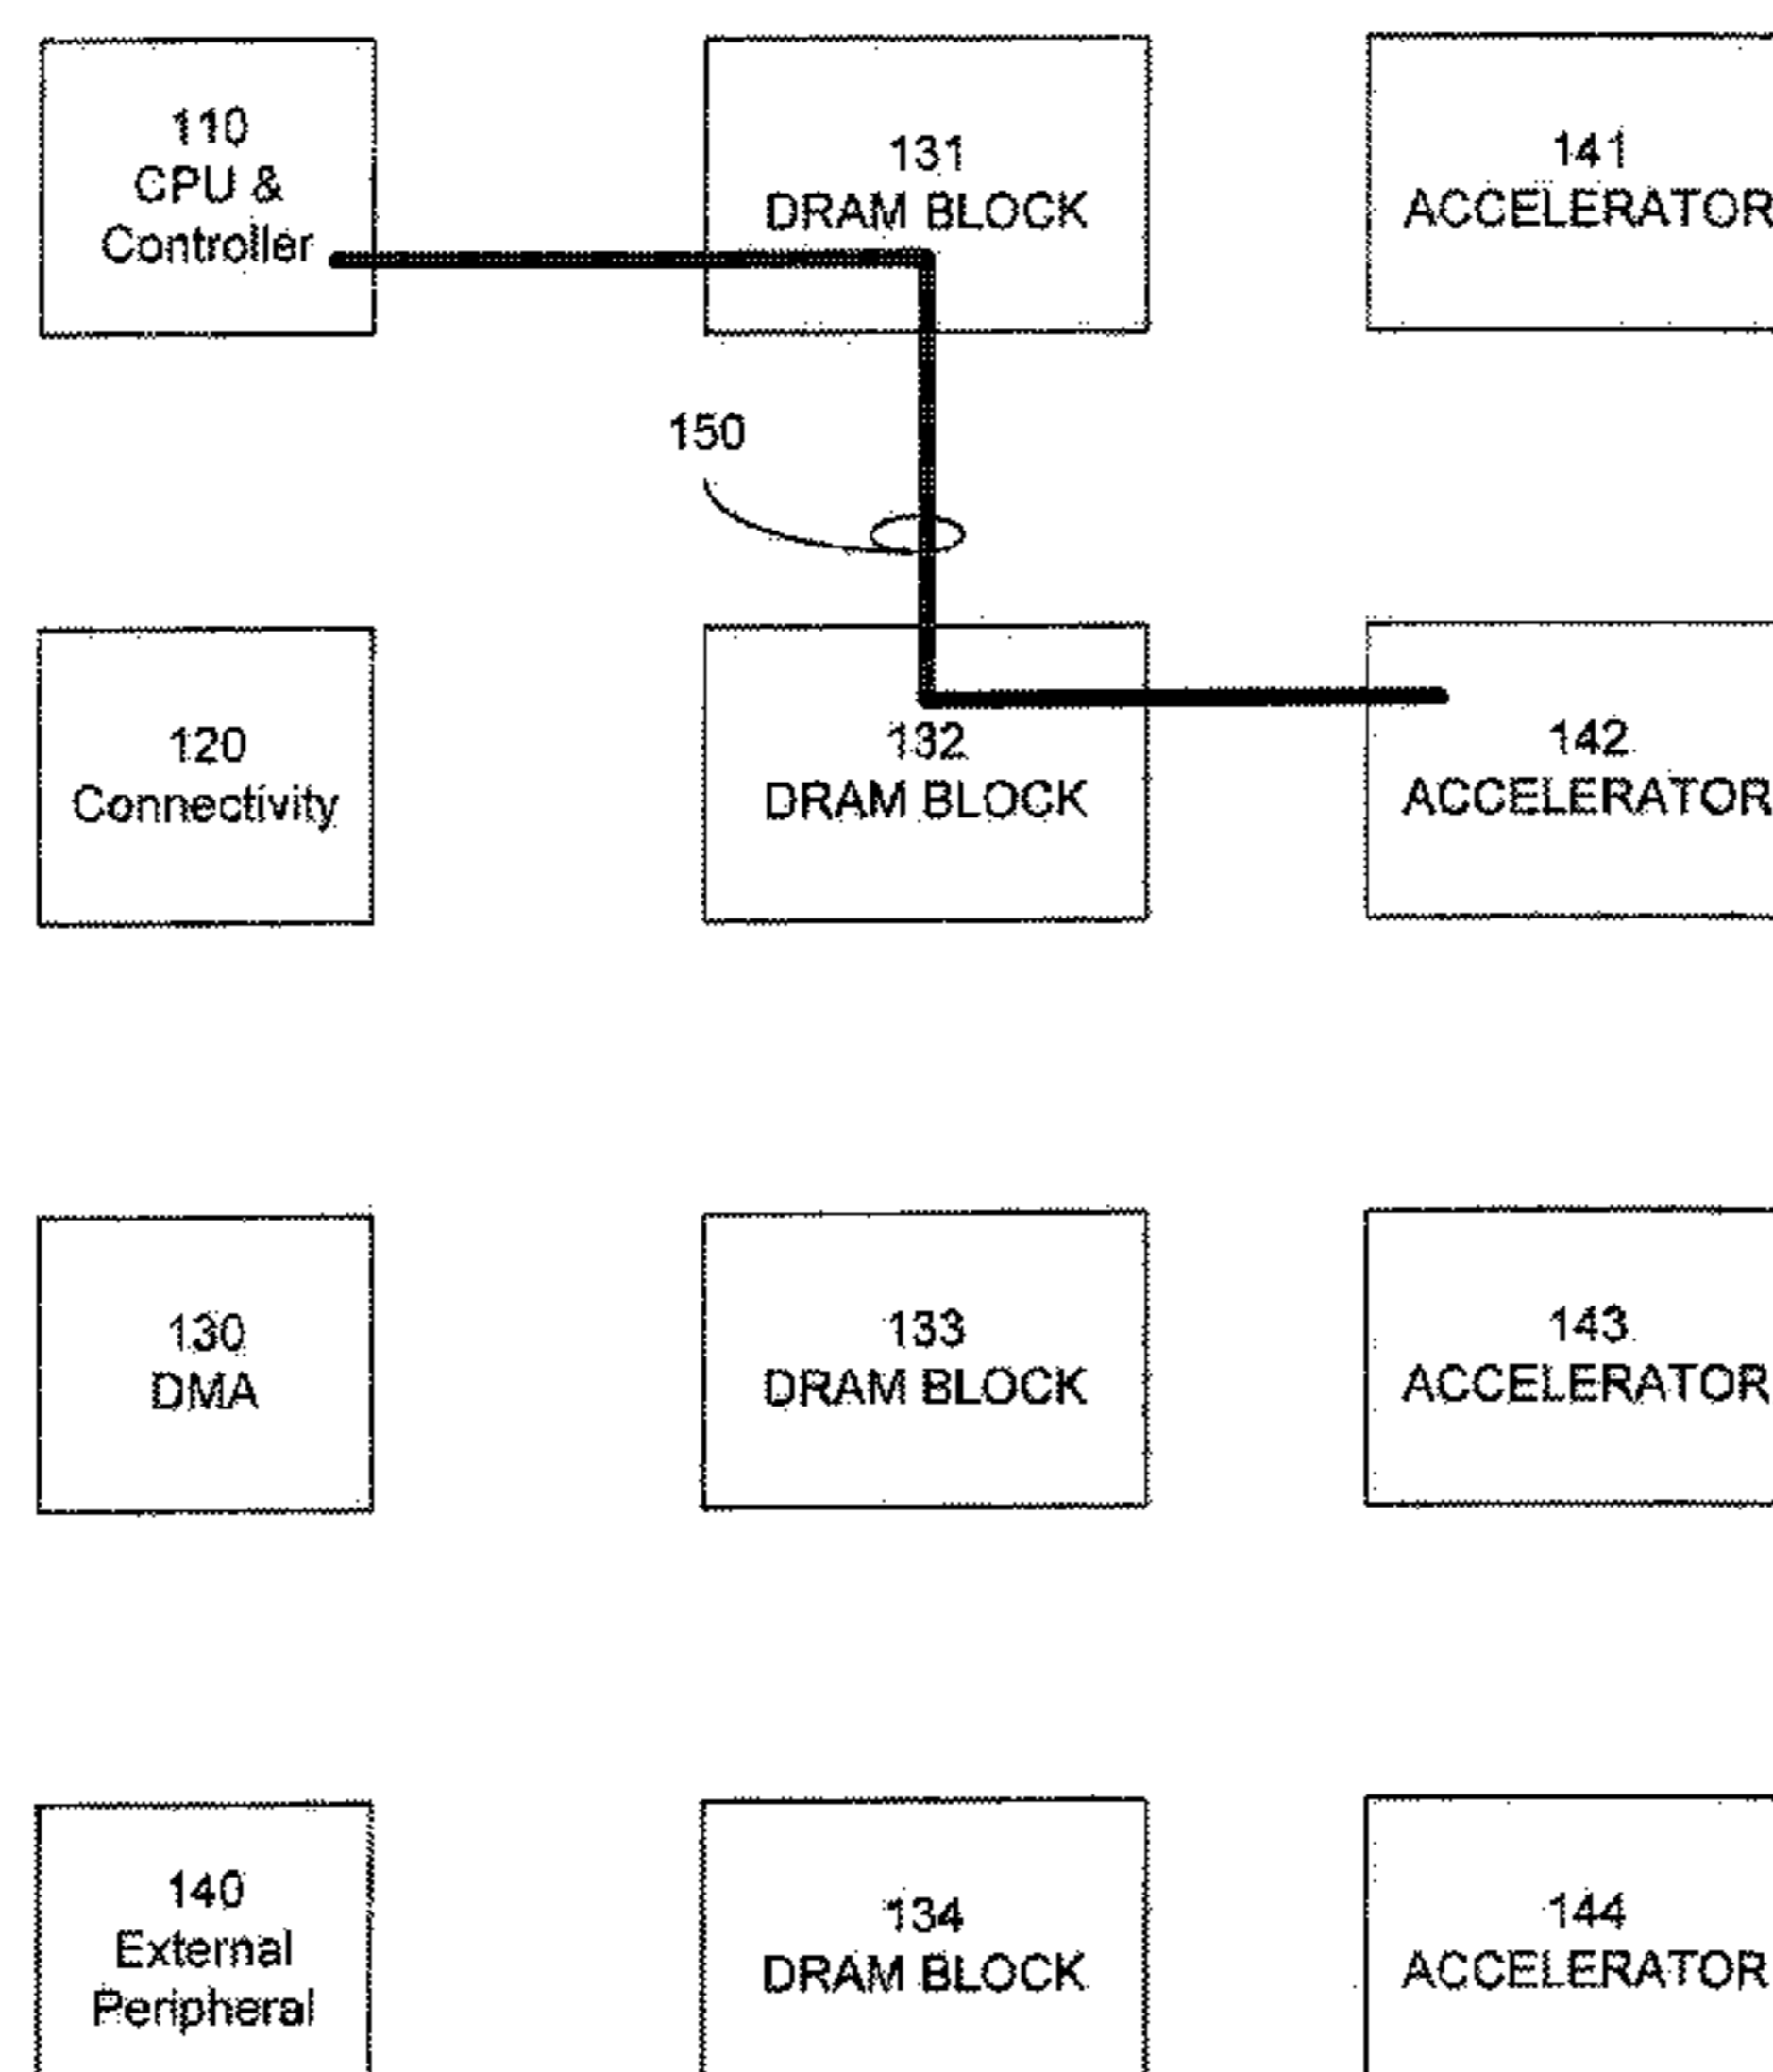 110
CPU &
Controller
131
DRAM BLOCK
141
ACCELERATOR
150
120
Connectivity
132
DRAM BLOCK
142
ACCELERATOR
130
DMA
133
DRAM BLOCK
143
ACCELERATOR
140
External
Peripheral
134
DRAM BLOCK
144
ACCELERATOR